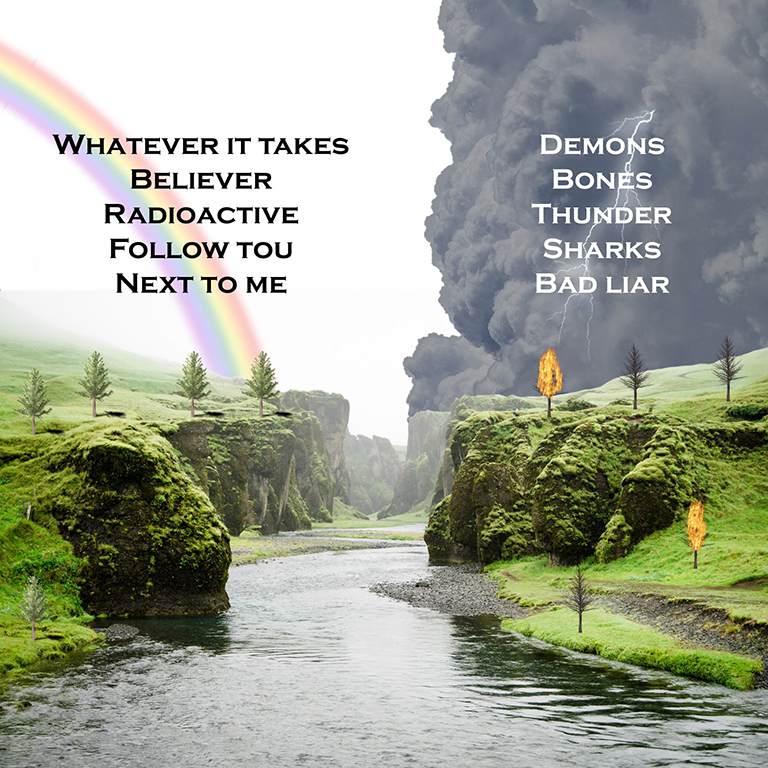 Whatever it takes
Believer
Radioactive
Follow tou
Next to me
Demons
Bones
Thunder
Sharks
Bad liar